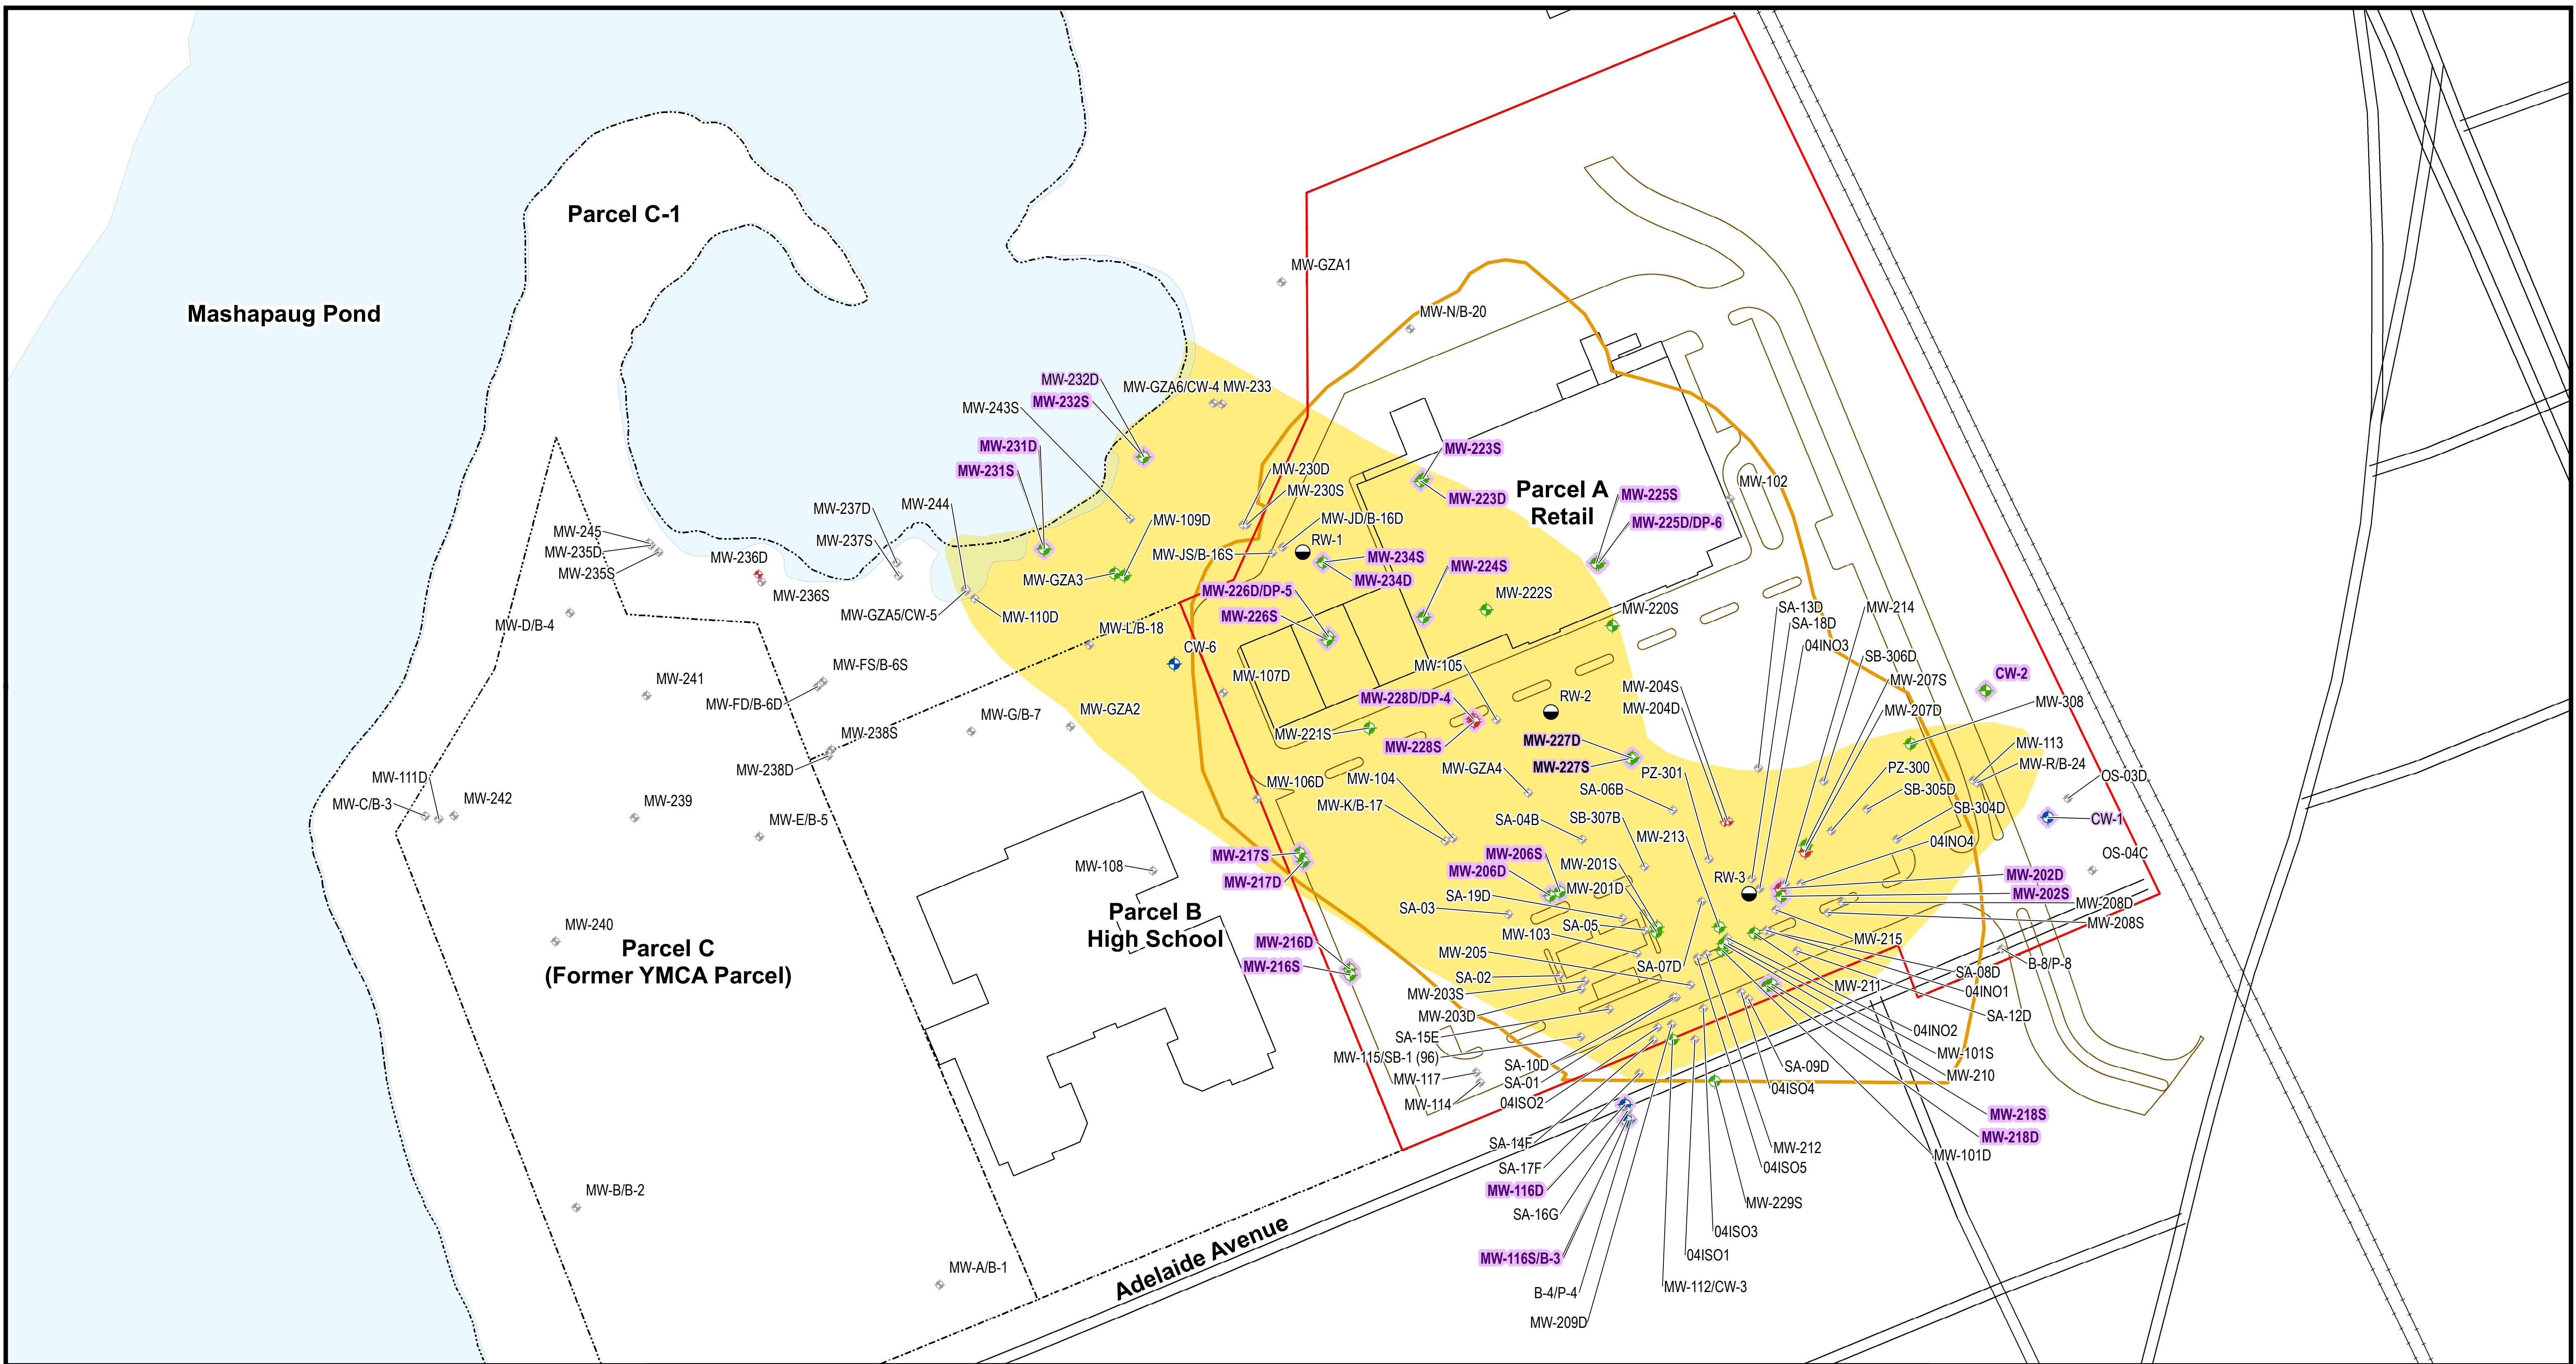 Parcel C-1
MW-GZA1
Mashapaug Pond
MW-N/B-20
MW-232D
MW-GZA6/CW-4
MW-233
MW-232S
MW-243S
MW-231D
MW-223S
MW-231S
MW-230D
MW-230S
MW-223D
Parcel A
Retail
MW-102
MW-225S
MW-225D/DP-6
MW-244
MW-237D
MW-237S
MW-109D
MW-JD/B-16D
MW-JS/B-16S
RW-1
MW-234S
MW-234D
MW-224S
MW-245
MW-235D
MW-235S
MW-236D
MW-236S
MW-GZA3
MW-226D/DP-5
MW-226S
MW-222S
MW-220S
MW-GZA5/CW-5
MW-110D
MW-D/B-4
MW-L/B-18
CW-6
MW-105
SA-13D
SA-18D
04INO3
MW-214
SB-306D
MW-207S
MW-207D
CW-2
MW-308
MW-FS/B-6S
MW-FD/B-6D
MW-241
MW-107D
MW-228D/DP-4
RW-2
MW-204S
MW-204D
MW-G/B-7
MW-GZA2
MW-221S
MW-228S
MW-227D
MW-227S
MW-113
MW-R/B-24
MW-238S
MW-238D
MW-106D
MW-104
MW-GZA4
PZ-301
PZ-300
SB-305D
OS-03D
MW-111D
MW-C/B-3
MW-242
MW-239
MW-E/B-5
MW-K/B-17
SA-06B
SA-04B
SB-307B
SB-304D
CW-1
MW-213
04INO4
MW-108
MW-217S
MW-217D
MW-206S
MW-206D
MW-201S
MW-201D
RW-3
OS-04C
MW-202D
MW-202S
MW-208D
MW-208S
SA-19D
SA-03
SA-05
MW-103
Parcel B
High School
MW-240
Parcel C
(Former YMCA Parcel)
MW-216D
MW-216S
MW-205
SA-07D
SA-02
MW-203S
MW-203D
MW-215
B-8/P-8
SA-08D
MW-211
04INO1
SA-12D
SA-15E
MW-115/SB-1 (96)
04INO2
MW-101S
MW-210
MW-117
MW-114
SA-10D
SA-01
04ISO2
SA-09D
04ISO4
MW-218S
MW-218D
MW-101D
SA-14F
SA-17F
MW-212
04ISO5
MW-116D
MW-229S
SA-16G
04ISO3
MW-116S/B-3
04ISO1
MW-B/B-2
MW-A/B-1
Adelaide Avenue
B-4/P-4
MW-112/CW-3
MW-209D